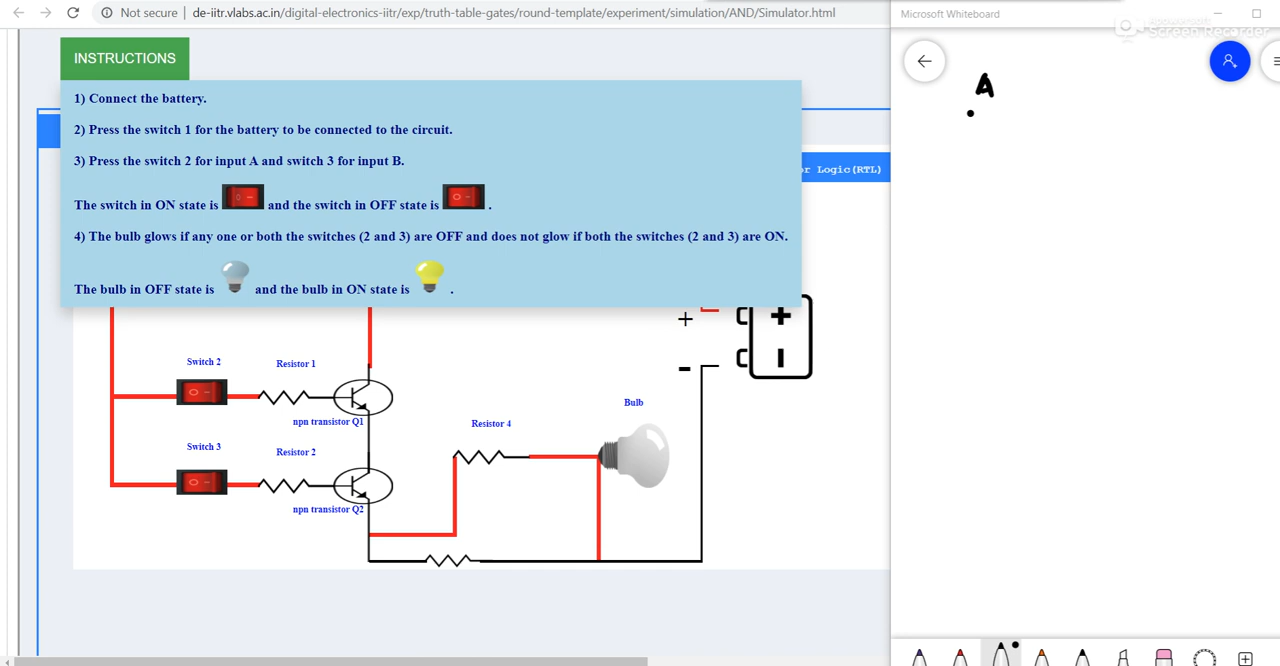 Not secure | de-iitr.vlabs.ac.in/digital-electronics-iitr/exp/truth-table-gates/round-template/experiment/simulation/AND/Simulator.html
Microsoft Whiteboard
Screen Recorder
INSTRUCTIONS
A
1) Connect the battery.
2) Press the switch 1 for the battery to be connected to the circuit.
3) Press the switch 2 for input A and switch 3 for input B.
or Logic(RTL)
The switch in ON state is and the switch in OFF state is .
4) The bulb glows if any one or both the switches (2 and 3) are OFF and does not glow if both the switches (2 and 3) are ON.
The bulb in OFF state is and the bulb in ON state is .
+ +
- -
Switch 2
Resistor 1
npn transistor Q1
Bulb
Resistor 4
Switch 3
Resistor 2
npn transistor Q2